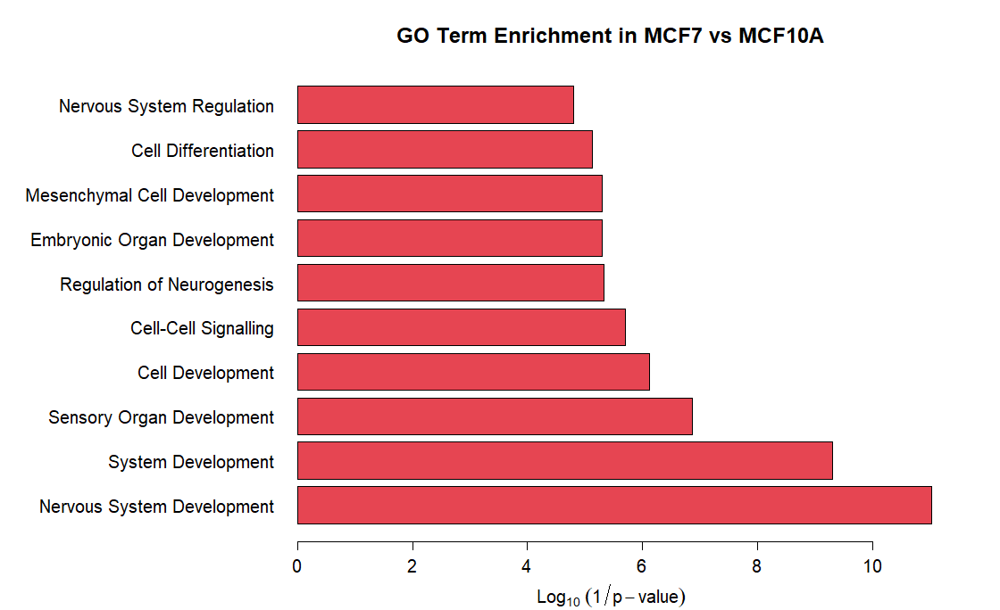 GO Term Enrichment in MCF7 vs MCF10A
Nervous System Regulation
Cell Differentiation
Mesenchymal Cell Development
Embryonic Organ Development
Regulation of Neurogenesis
Cell-Cell Signalling
Cell Development
Sensory Organ Development
System Development
Nervous System Development
0 2 4 6 8 10
Log₁₀ (1/p−value)